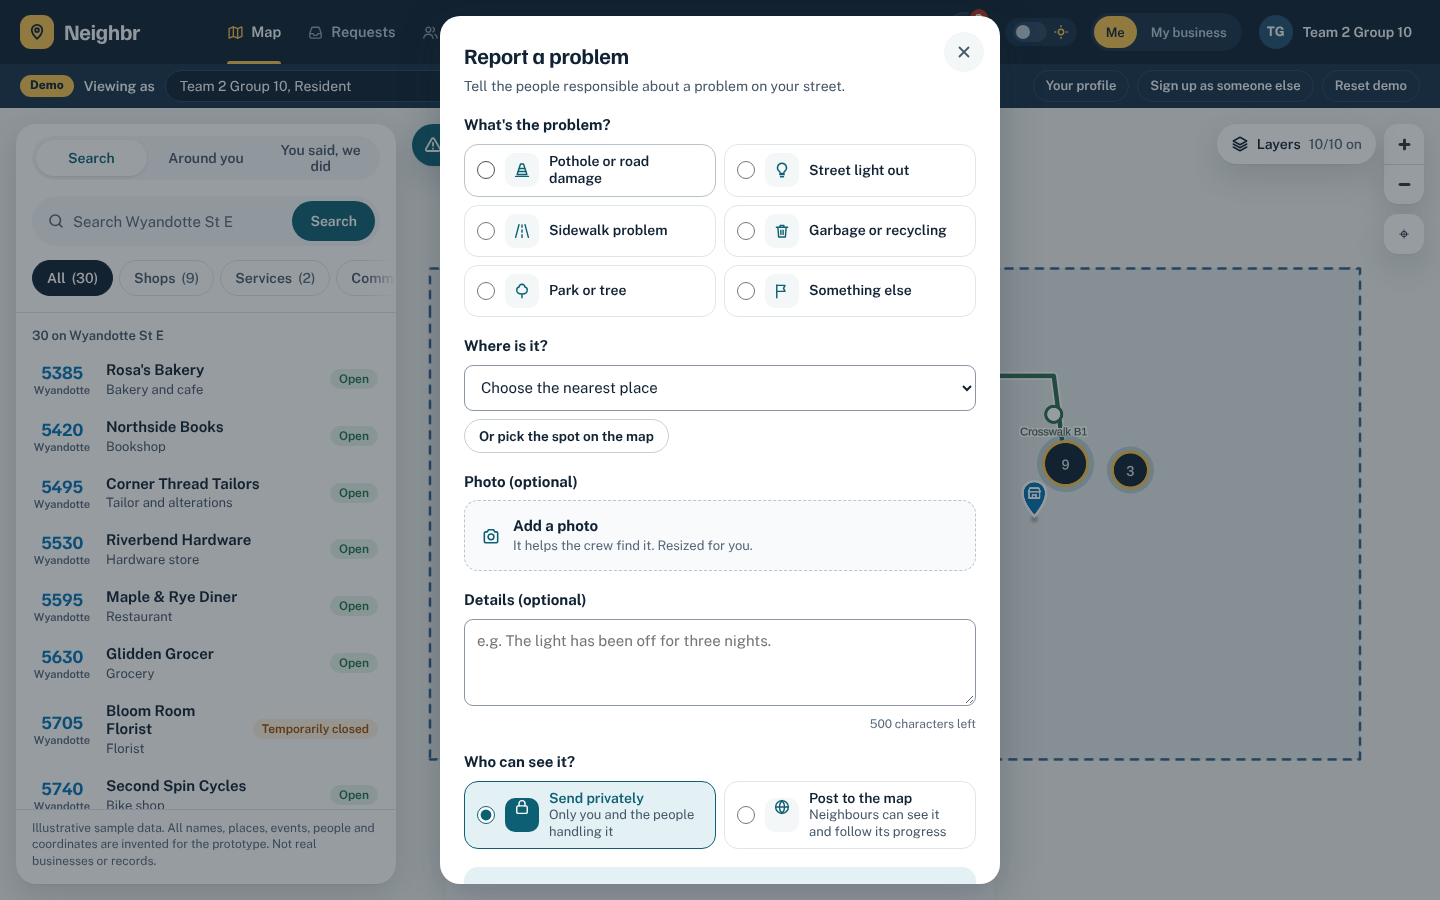 Neighbr
Map
Requests
Me
My business
TG
Team 2 Group 10
Demo
Viewing as
Team 2 Group 10, Resident
Your profile
Sign up as someone else
Reset demo
Search
Around you
You said, we
did
Search Wyandotte St E
Search
All (30)
Shops (9)
Services (2)
Comm
30 on Wyandotte St E
5385
Wyandotte
Rosa's Bakery
Bakery and cafe
Open
5420
Wyandotte
Northside Books
Bookshop
Open
5495
Wyandotte
Corner Thread Tailors
Tailor and alterations
Open
5530
Wyandotte
Riverbend Hardware
Hardware store
Open
5595
Wyandotte
Maple & Rye Diner
Restaurant
Open
5630
Wyandotte
Glidden Grocer
Grocery
Open
5705
Wyandotte
Bloom Room
Florist
Florist
Temporarily closed
5740
Wyandotte
Second Spin Cycles
Bike shop
Open
Illustrative sample data. All names, places, events, people and
coordinates are invented for the prototype. Not real
businesses or records.
Report a problem
Tell the people responsible about a problem on your street.
What's the problem?
Pothole or road
damage
Street light out
Sidewalk problem
Garbage or recycling
Park or tree
Something else
Where is it?
Choose the nearest place
Or pick the spot on the map
Photo (optional)
Add a photo
It helps the crew find it. Resized for you.
Details (optional)
e.g. The light has been off for three nights.
500 characters left
Who can see it?
Send privately
Only you and the people
handling it
Post to the map
Neighbours can see it
and follow its progress
Layers 10/10 on
+
−
Crosswalk B1
9
3